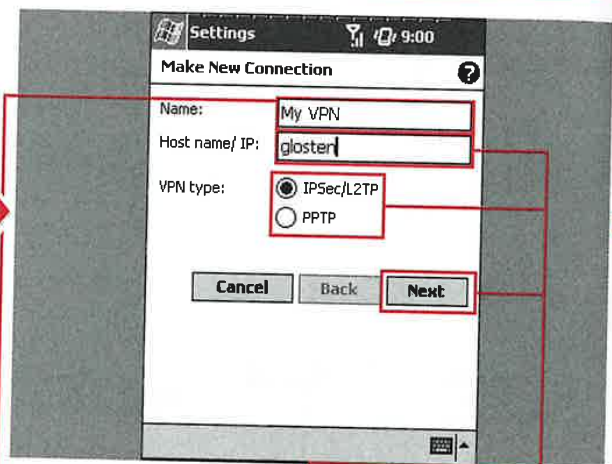 Settings 9:00
Make New Connection
Name: My VPN
Host name/ IP: glosten
VPN type: IPSec/L2TP
PPTP
Cancel Back Next